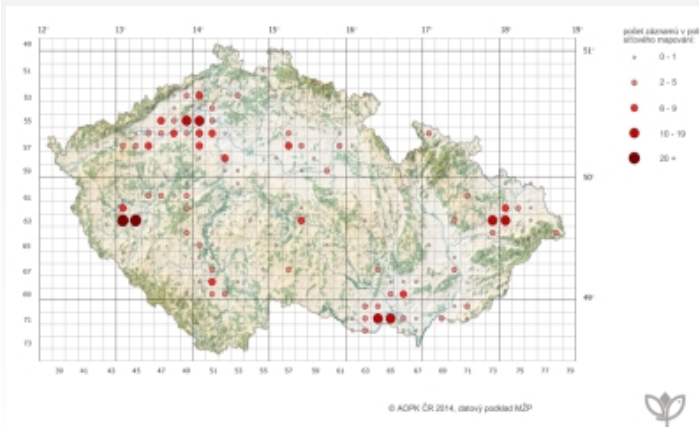 12° 13° 14° 15° 16° 17° 18° 19°
počet záznamů v poli
síťového mapování.
49
51° 0 - 1
51
2 - 5
53
55 6 - 9
57 10 - 19
50° 20 +
59
61
63
65
67
49°
69
71
73
39 41 43 45 47 49 51 53 55 57 59 61 63 65 67 69 71 73 75 77 79
© AOPK ČR 2014, datový podklad MŽP